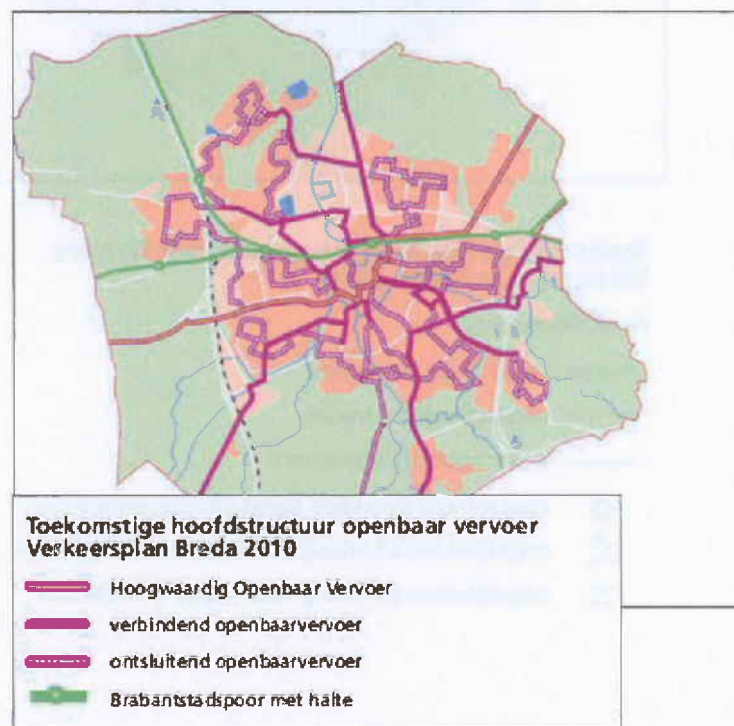 Toekomstige hoofdstructuur openbaar vervoer
Verkeersplan Breda 2010
Hoogwaardig Openbaar Vervoer
verbindend openbaarvervoer
ontsluitend openbaarvervoer
Brabantstadspoor met halte